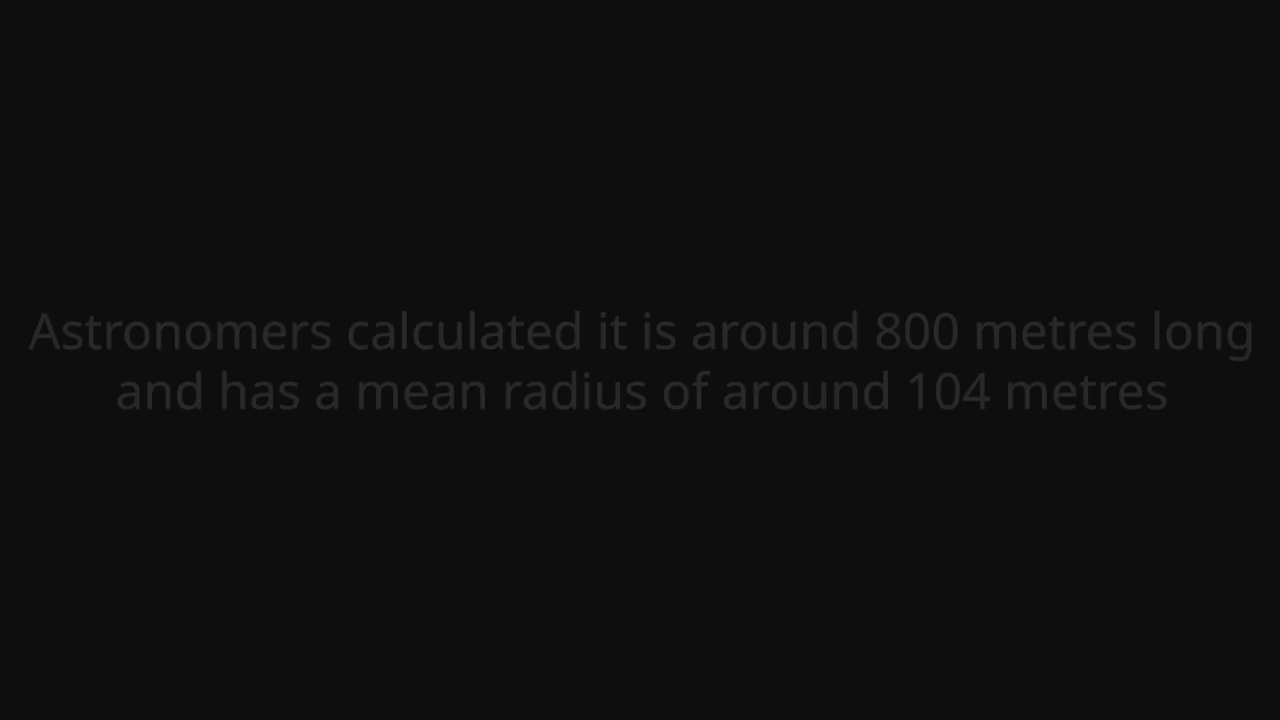 Astronomers calculated it is around 800 metres long
and has a mean radius of around 104 metres